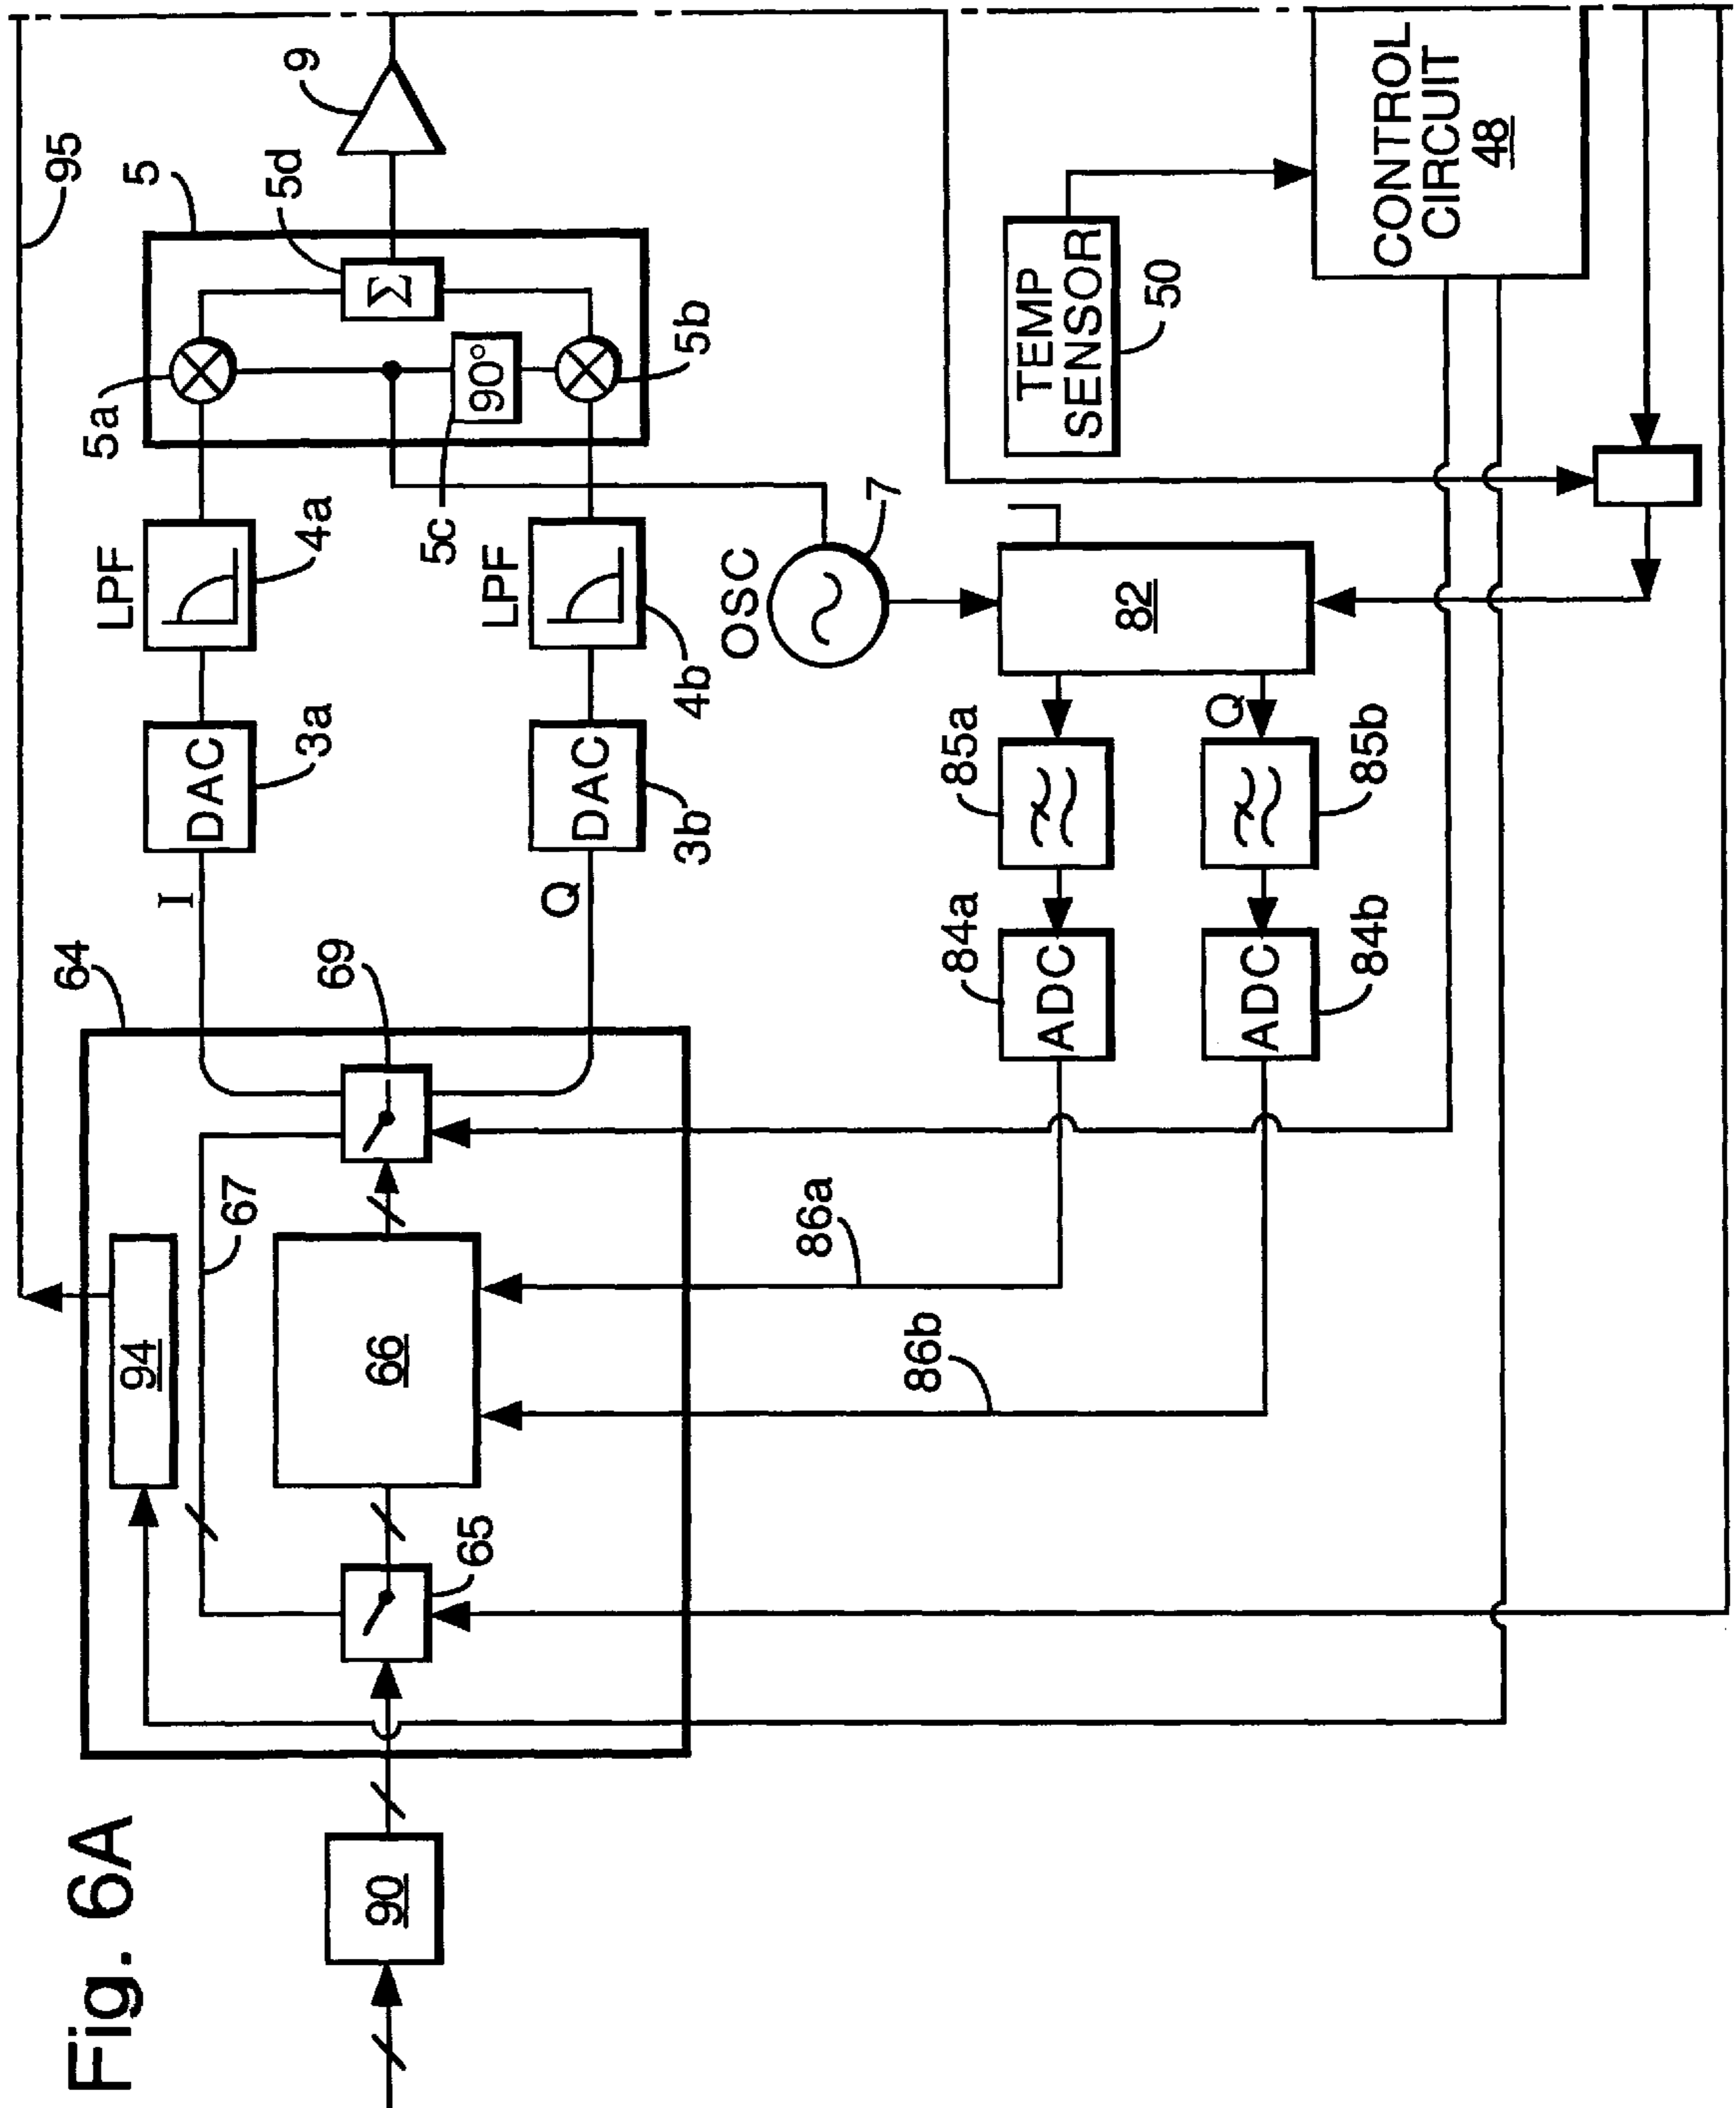 Fig. 6A
90
64
94
95
67
66
65
69
I
Q
DAC
3a
DAC
3b
LPF
4a
LPF
4b
5
5a
5b
5c
5d
90°
Σ
9
OSC
7
82
Q
85a
85b
ADC
84a
ADC
84b
86a
86b
TEMP
SENSOR
50
CONTROL
CIRCUIT
48